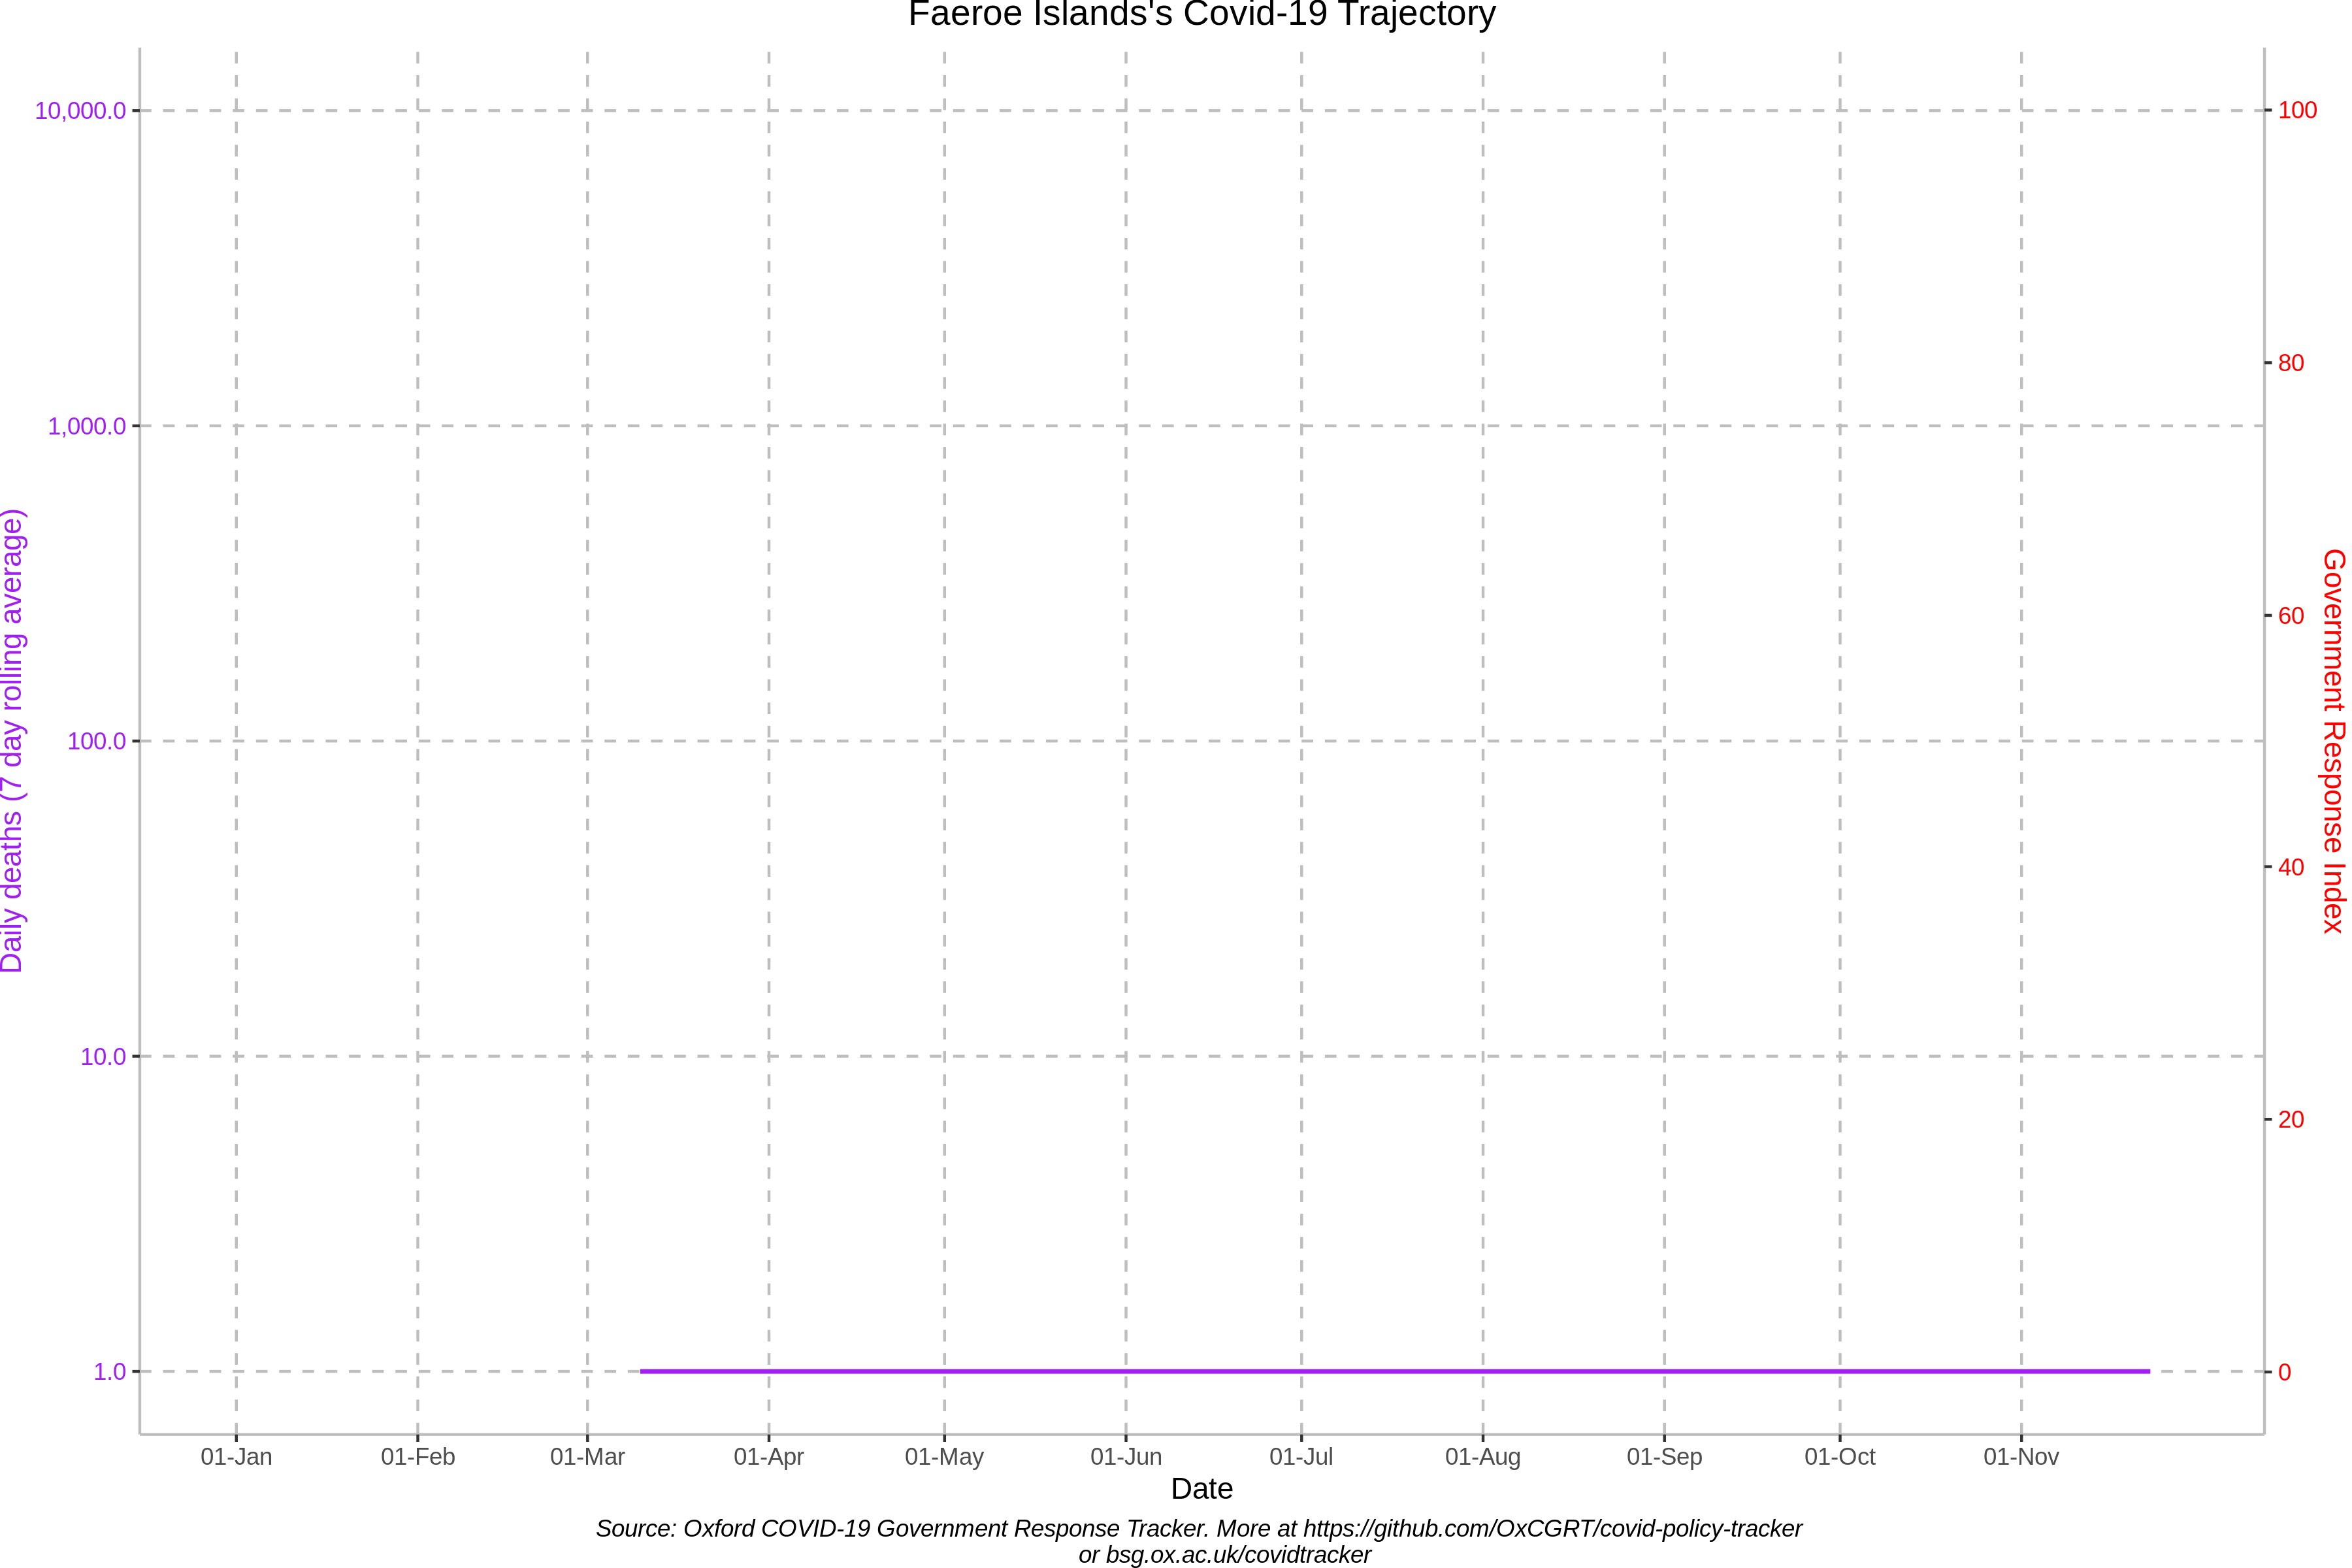 Faeroe Islands's Covid-19 Trajectory
10,000.0
1,000.0
100.0
10.0
1.0
Daily deaths (7 day rolling average)
100
80
60
40
20
0
Government Response Index
01-Jan
01-Feb
01-Mar
01-Apr
01-May
01-Jun
01-Jul
01-Aug
01-Sep
01-Oct
01-Nov
Date
Source: Oxford COVID-19 Government Response Tracker. More at https://github.com/OxCGRT/covid-policy-tracker
or bsg.ox.ac.uk/covidtracker